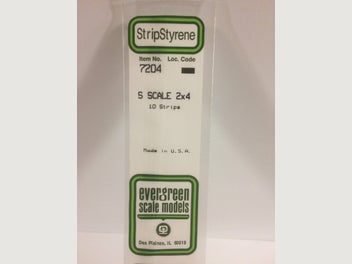 StripStyrene
Item No. Loc. Code
7204
S SCALE 2x4
10 Strips
Made in U.S.A.
evergreen
scale models
Des Plaines, IL 60018